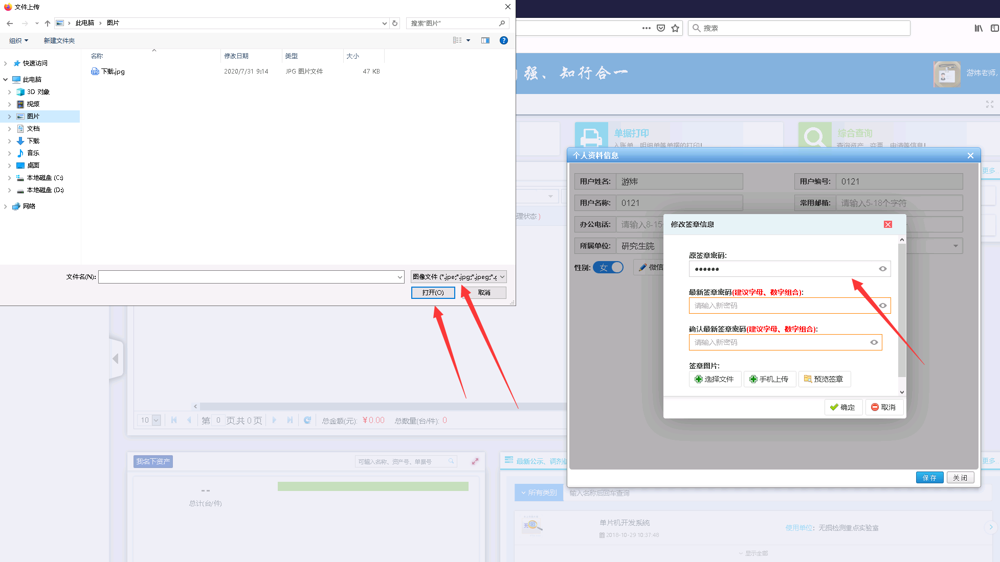 文件上传
此电脑 › 图片
搜索"图片"
组织
新建文件夹
名称 修改日期 类型 大小
下载.jpg 2020/7/31 9:14 JPG 图片文件 47 KB
快速访问
此电脑
3D 对象
视频
图片
文档
下载
音乐
桌面
本地磁盘 (C:)
本地磁盘 (D:)
网络
文件名(N):
图像文件 (*.jpe;*.jpg;*.jpeg;*.g
打开(O)
取消
搜索
强、知行合一
游炜老师,
单据打印
入账单、明细单等单据的打印!
综合查询
查询资产、变更、申请等信息!
更多..
理状态 )
个人资料信息
用户姓名: 游炜
用户编号: 0121
用户名称: 0121
常用邮箱: 请输入5-18个字符
办公电话: 请输入8-15
所属单位: 研究生院
性别: 女
微信
修改签章信息
原签章密码:
••••••
最新签章密码(建议字母、数字组合):
请输入新密码
确认最新签章密码(建议字母、数字组合):
请输入新密码
签章图片:
选择文件
手机上传
预览签章
确定
取消
保存
关闭
10
第 0 页,共 0 页
总金额(元): ¥0.00
总数量(台/件): 0
我名下资产
可输入名称、资产号、单据号
--
总计(台/件)
最新公示、调剂
更多..
所有类别
输入名称后回车查询
单片机开发系统
2018-10-29 10:37:48
使用单位: 无损检测重点实验室
显示全部